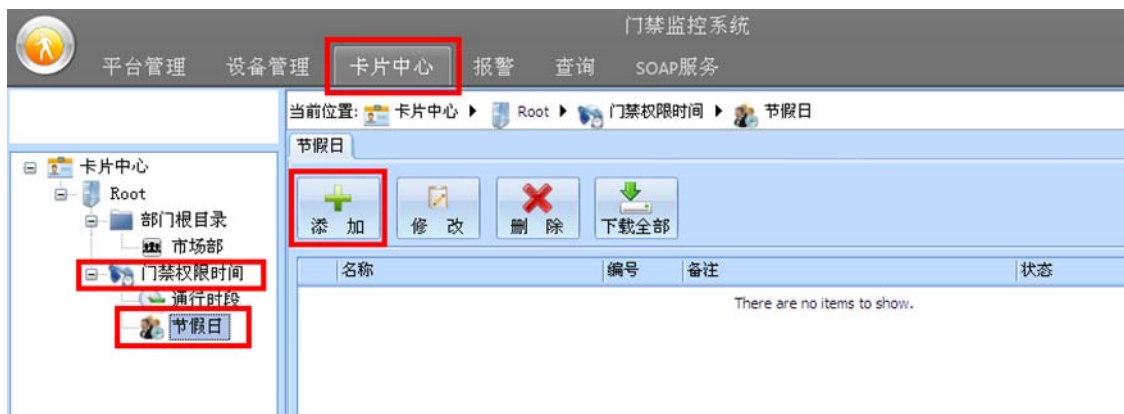 门禁监控系统
平台管理 设备管理 卡片中心 报警 查询 SOAP服务
当前位置: 卡片中心 Root 门禁权限时间 节假日
节假日
添 加 修 改 删 除 下载全部
名称 编号 备注 状态
There are no items to show.
卡片中心
Root
部门根目录
市场部
门禁权限时间
通行时段
节假日